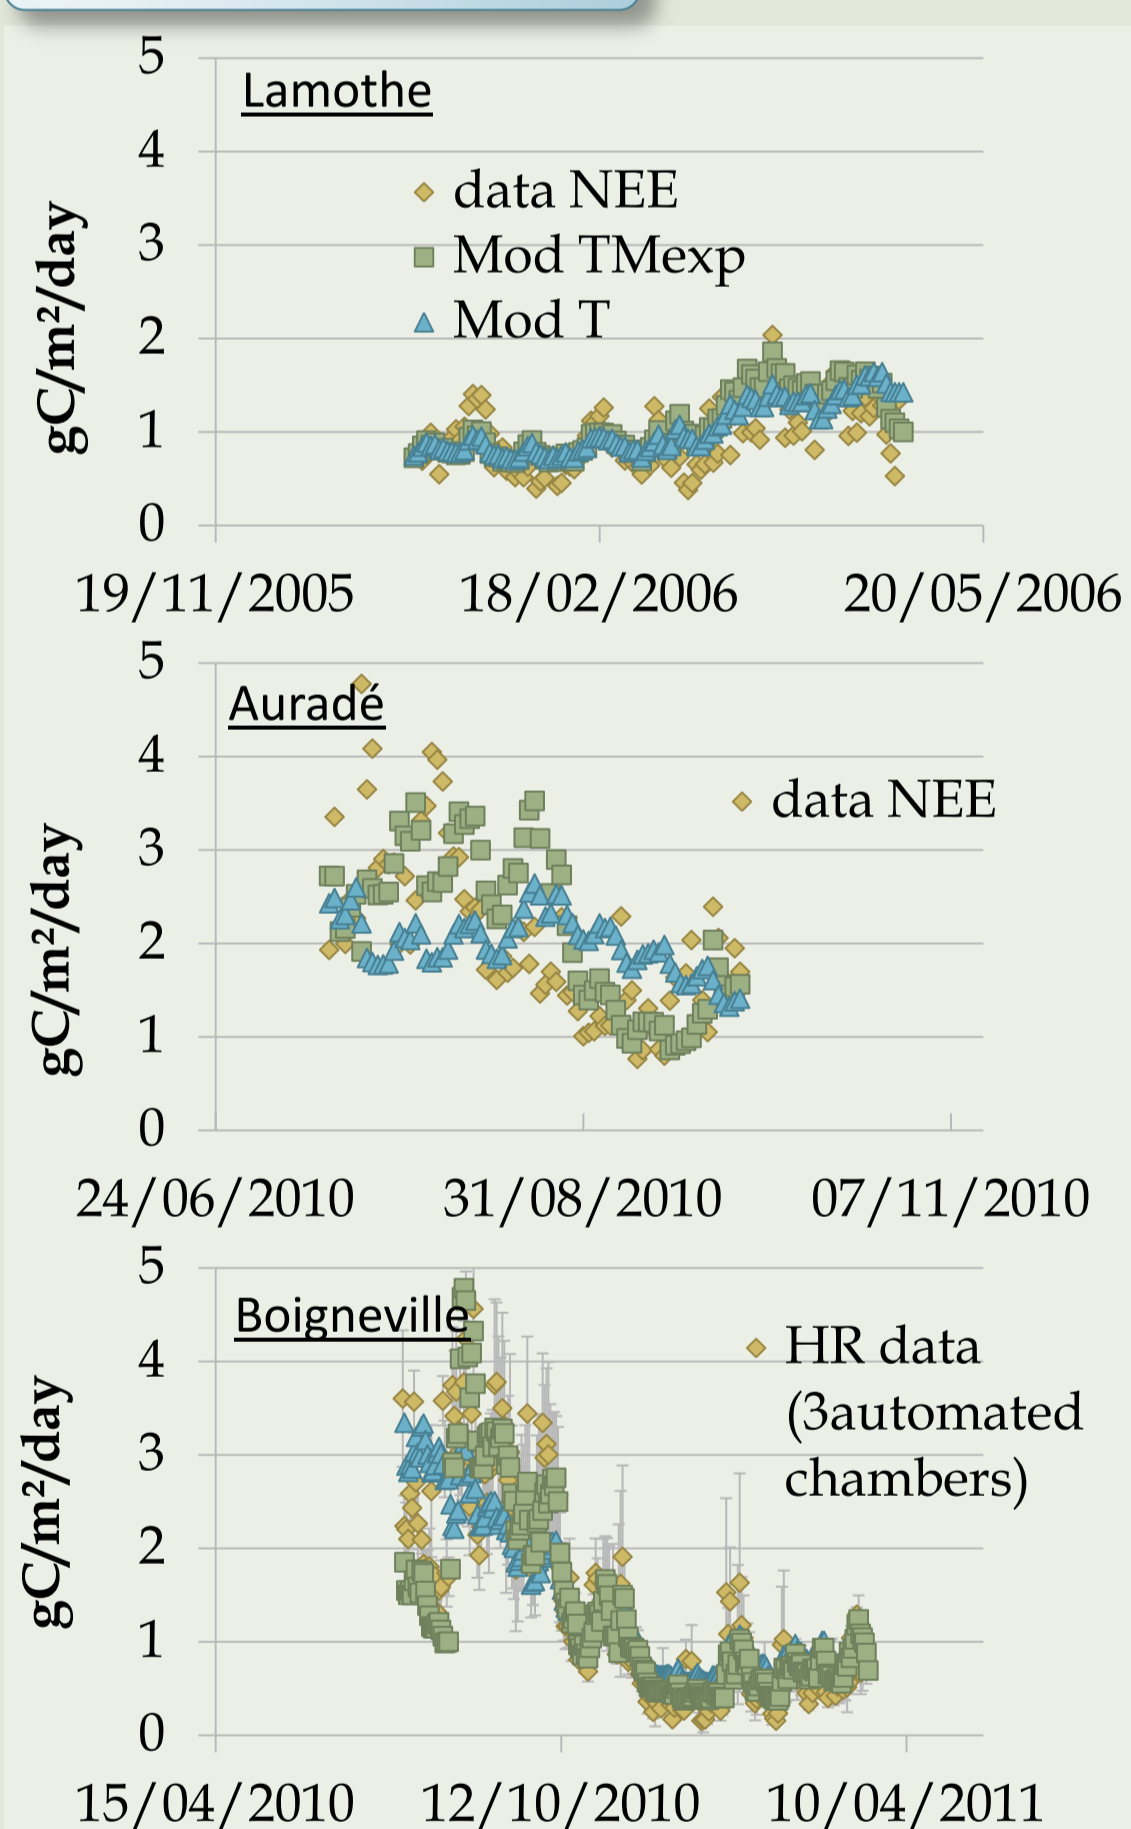 5
Lamothe
4
data NEE
3
Mod TMexp
Mod T
2
1
0
gC/m²/day
19/11/2005 18/02/2006 20/05/2006
5
Auradé
4
data NEE
3
2
1
0
gC/m²/day
24/06/2010 31/08/2010 07/11/2010
5
Boigneville
HR data
4
(3automated
chambers)
3
2
1
0
gC/m²/day
15/04/2010 12/10/2010 10/04/2011